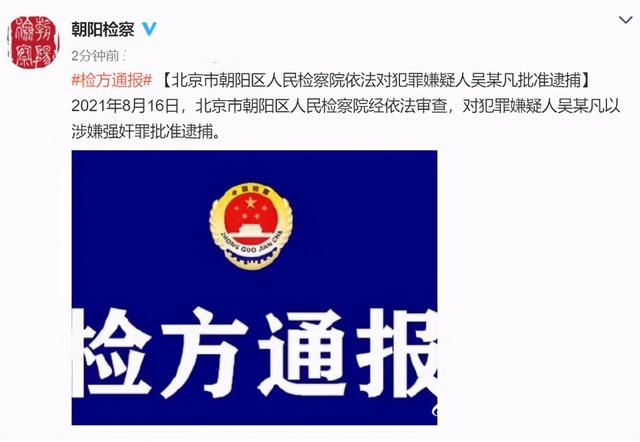 朝阳检察
2分钟前
#检方通报#【北京市朝阳区人民检察院依法对犯罪嫌疑人吴某凡批准逮捕】
2021年8月16日，北京市朝阳区人民检察院经依法审查，对犯罪嫌疑人吴某凡以
涉嫌强奸罪批准逮捕。
中国检察
ZHONG GUO JIAN CHA
检方通报